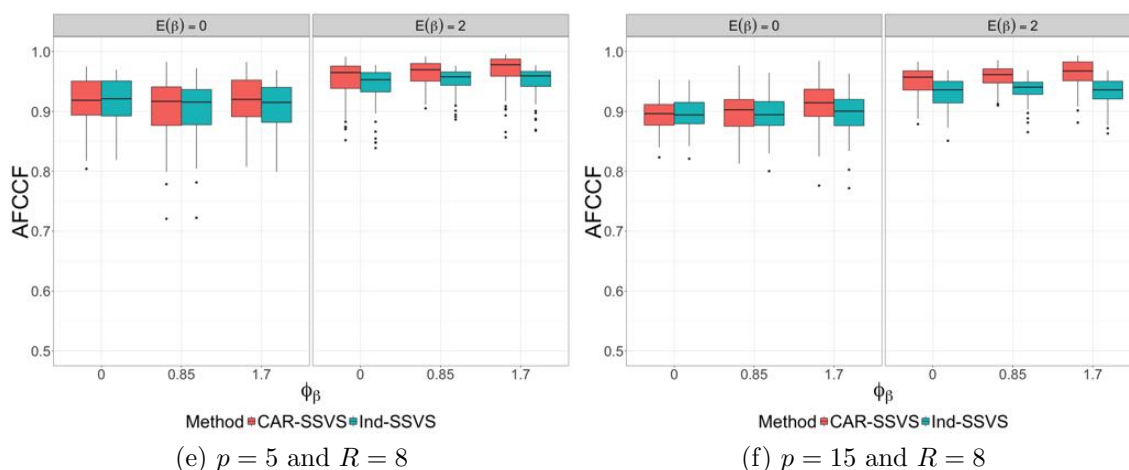 E(β) = 0
E(β) = 2
1.0
0.9
0.8
0.7
0.6
0.5
AFCCF
0 0.85 1.7 0 0.85 1.7
ϕβ
Method CAR-SSVS Ind-SSVS
(e) p = 5 and R = 8
E(β) = 0
E(β) = 2
1.0
0.9
0.8
0.7
0.6
0.5
AFCCF
0 0.85 1.7 0 0.85 1.7
ϕβ
Method CAR-SSVS Ind-SSVS
(f) p = 15 and R = 8